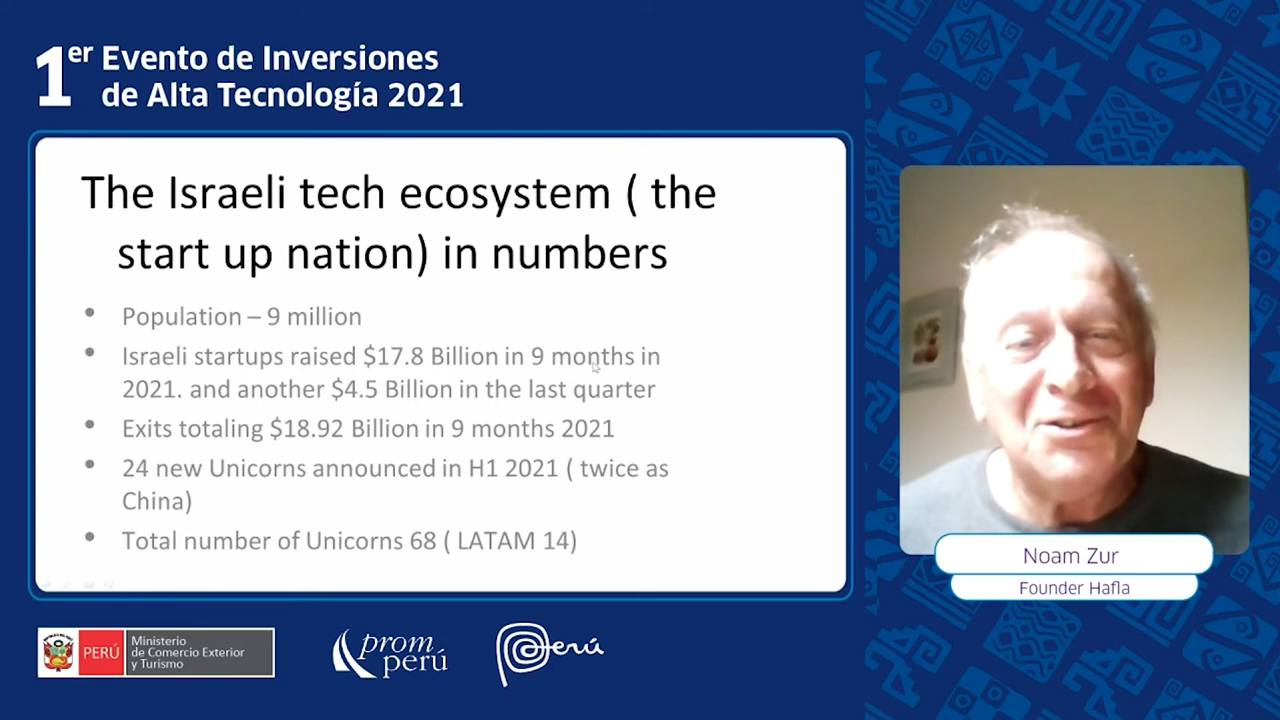 1er Evento de Inversiones
de Alta Tecnología 2021
The Israeli tech ecosystem ( the
start up nation) in numbers
• Population – 9 million
• Israeli startups raised $17.8 Billion in 9 months in
2021. and another $4.5 Billion in the last quarter
• Exits totaling $18.92 Billion in 9 months 2021
• 24 new Unicorns announced in H1 2021 ( twice as
China)
• Total number of Unicorns 68 ( LATAM 14)
Noam Zur
Founder Hafla
PERÚ
Ministerio
de Comercio Exterior
y Turismo
prom
perú
Perú